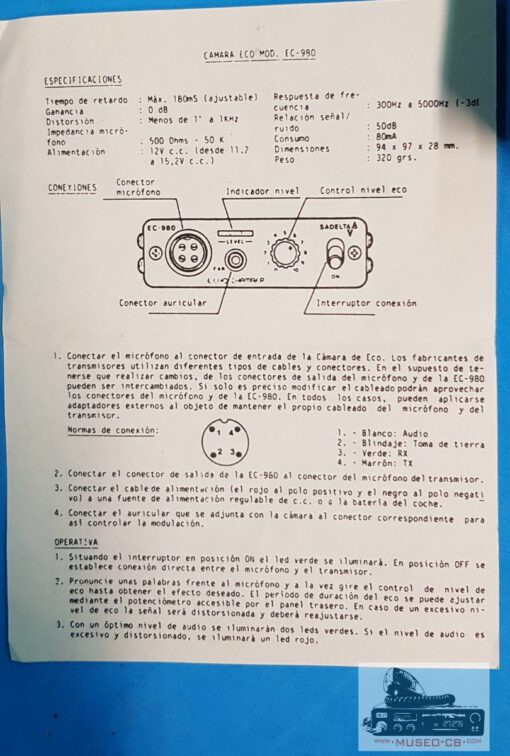 CAMARA ECO MOD. EC-980
ESPECIFICACIONES
Tiempo de retardo : Máx. 180mS (ajustable)
Ganancia : 0 dB
Distorsión : Menos de 1° a 1KHz
Impedancia micró-
fono : 500 Ohms - 50 K
Alimentación : 12V c.c. (desde 11,2
a 15,2V c.c.)
Respuesta de fre-
cuencia : 300Hz a 5000Hz (-3dB
Relación señal/
ruido : 50dB
Consumo : 80mA
Dimensiones : 94 x 97 x 28 mm.
Peso : 320 grs.
CONEXIONES
Conector
micrófono
Indicador nivel
Control nivel eco
EC-980
LEVEL
EAR
SADELTA
ON
Conector auricular
Interruptor conexión
1. Conectar el micrófono al conector de entrada de la Cámara de Eco. Los fabricantes de
transmisores utilizan diferentes tipos de cables y conectores. En el supuesto de te-
nerse que realizar cambios, de los conectores de salida del micrófono y de la EC-980
pueden ser intercambiados. Si solo es preciso modificar el cableado podrán aprovechar
los conectores del micrófono y de la EC-980. En todos los casos, pueden aplicarse
adaptadores externos al objeto de mantener el propio cableado del micrófono y del
transmisor.
Normas de conexión:
1 4
2 3
1. - Blanco: Audio
2. - Blindaje: Toma de tierra
3. - Verde: RX
4. - Marrón: TX
2. Conectar el conector de salida de la EC-980 al conector del micrófono del transmisor.
3. Conectar el cable de alimentación (el rojo al polo positivo y el negro al polo negati
vo) a una fuente de alimentación regulable de c.c. o a la batería del coche.
4. Conectar el auricular que se adjunta con la cámara al conector correspondiente para
así controlar la modulación.
OPERATIVA
1. Situando el interruptor en posición ON el led verde se iluminará. En posición OFF se
establece conexión directa entre el micrófono y el transmisor.
2. Pronuncie unas palabras frente al micrófono y a la vez gire el control de nivel de
eco hasta obtener el efecto deseado. El período de duración del eco se puede ajustar
mediante el potenciómetro accesible por el panel trasero. En caso de un excesivo ni-
vel de eco la señal será distorsionada y deberá reajustarse.
3. Con un óptimo nivel de audio se iluminarán dos leds verdes. Si el nivel de audio es
excesivo y distorsionado, se iluminará un led rojo.
27.275
WWW.MUSEO-CB.COM